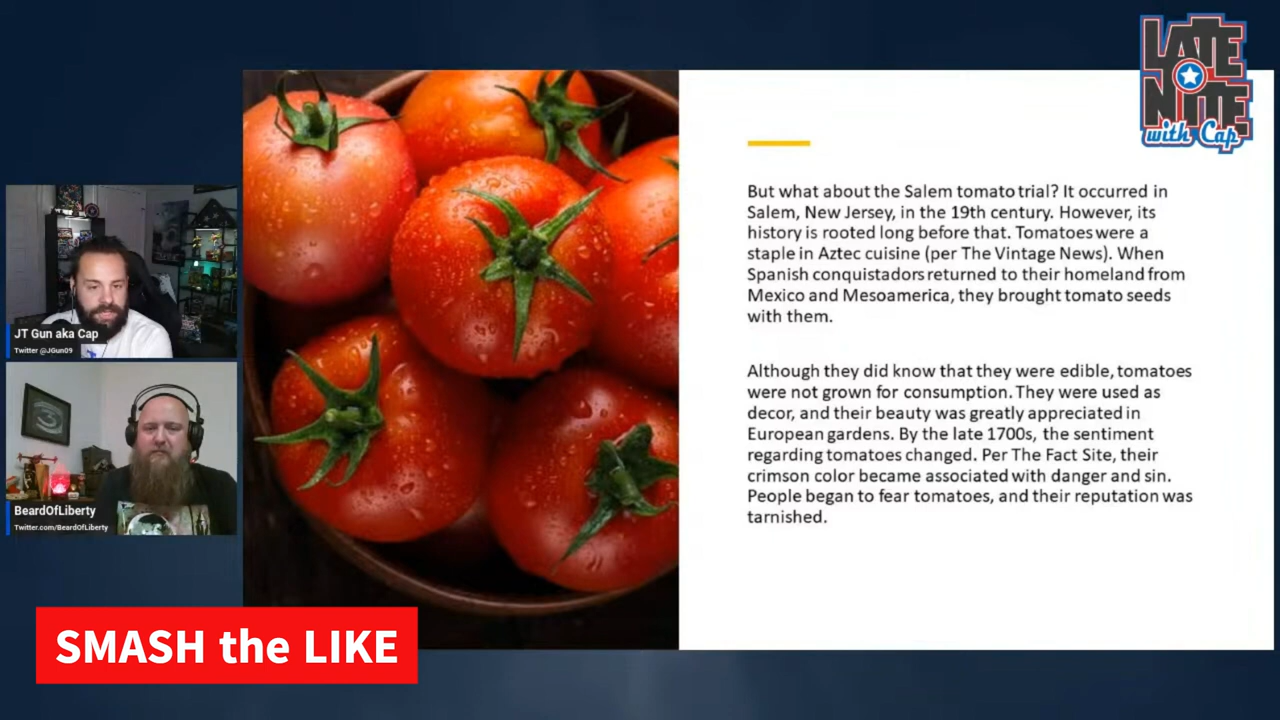 LATE
NITE
with Cap
But what about the Salem tomato trial? It occurred in
Salem, New Jersey, in the 19th century. However, its
history is rooted long before that. Tomatoes were a
staple in Aztec cuisine (per The Vintage News). When
Spanish conquistadors returned to their homeland from
Mexico and Mesoamerica, they brought tomato seeds
with them.
Although they did know that they were edible, tomatoes
were not grown for consumption. They were used as
decor, and their beauty was greatly appreciated in
European gardens. By the late 1700s, the sentiment
regarding tomatoes changed. Per The Fact Site, their
crimson color became associated with danger and sin.
People began to fear tomatoes, and their reputation was
tarnished.
JT Gun aka Cap
Twitter @JGun09
BeardOfLiberty
Twitter.com/BeardOfLiberty
SMASH the LIKE